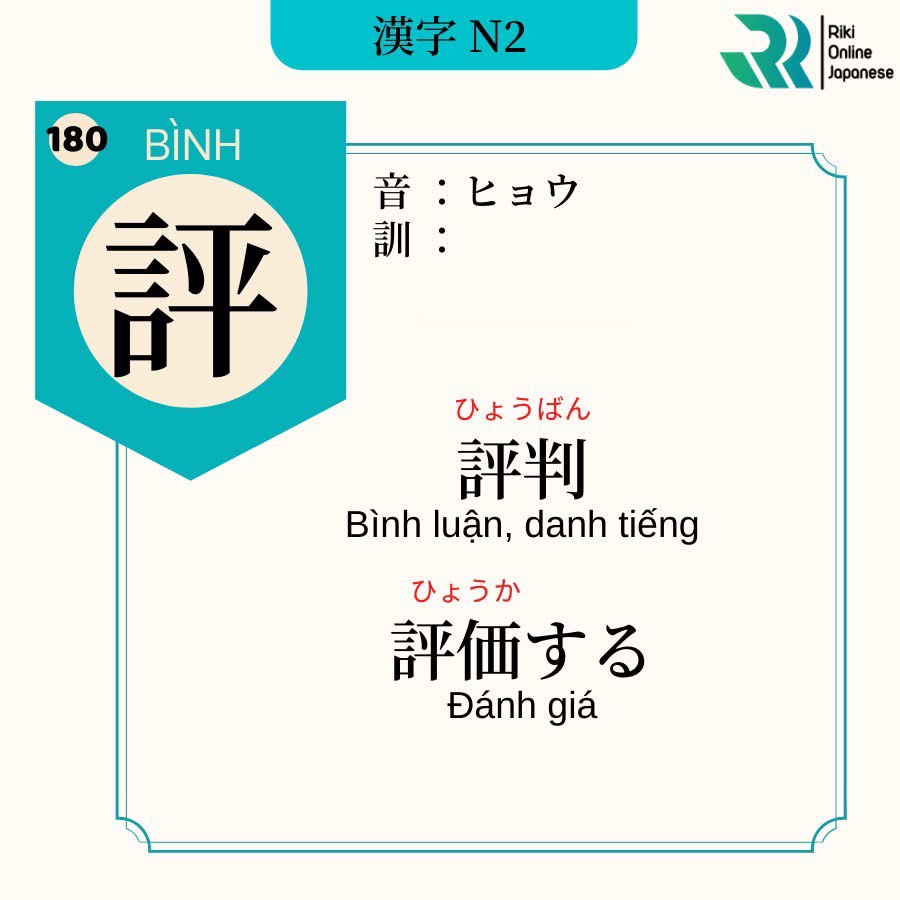 漢字 N2
Riki
Online
Japanese
180
BÌNH
評
音 ：ヒョウ
訓 ：
ひょうばん
評判
Bình luận, danh tiếng
ひょうか
評価する
Đánh giá